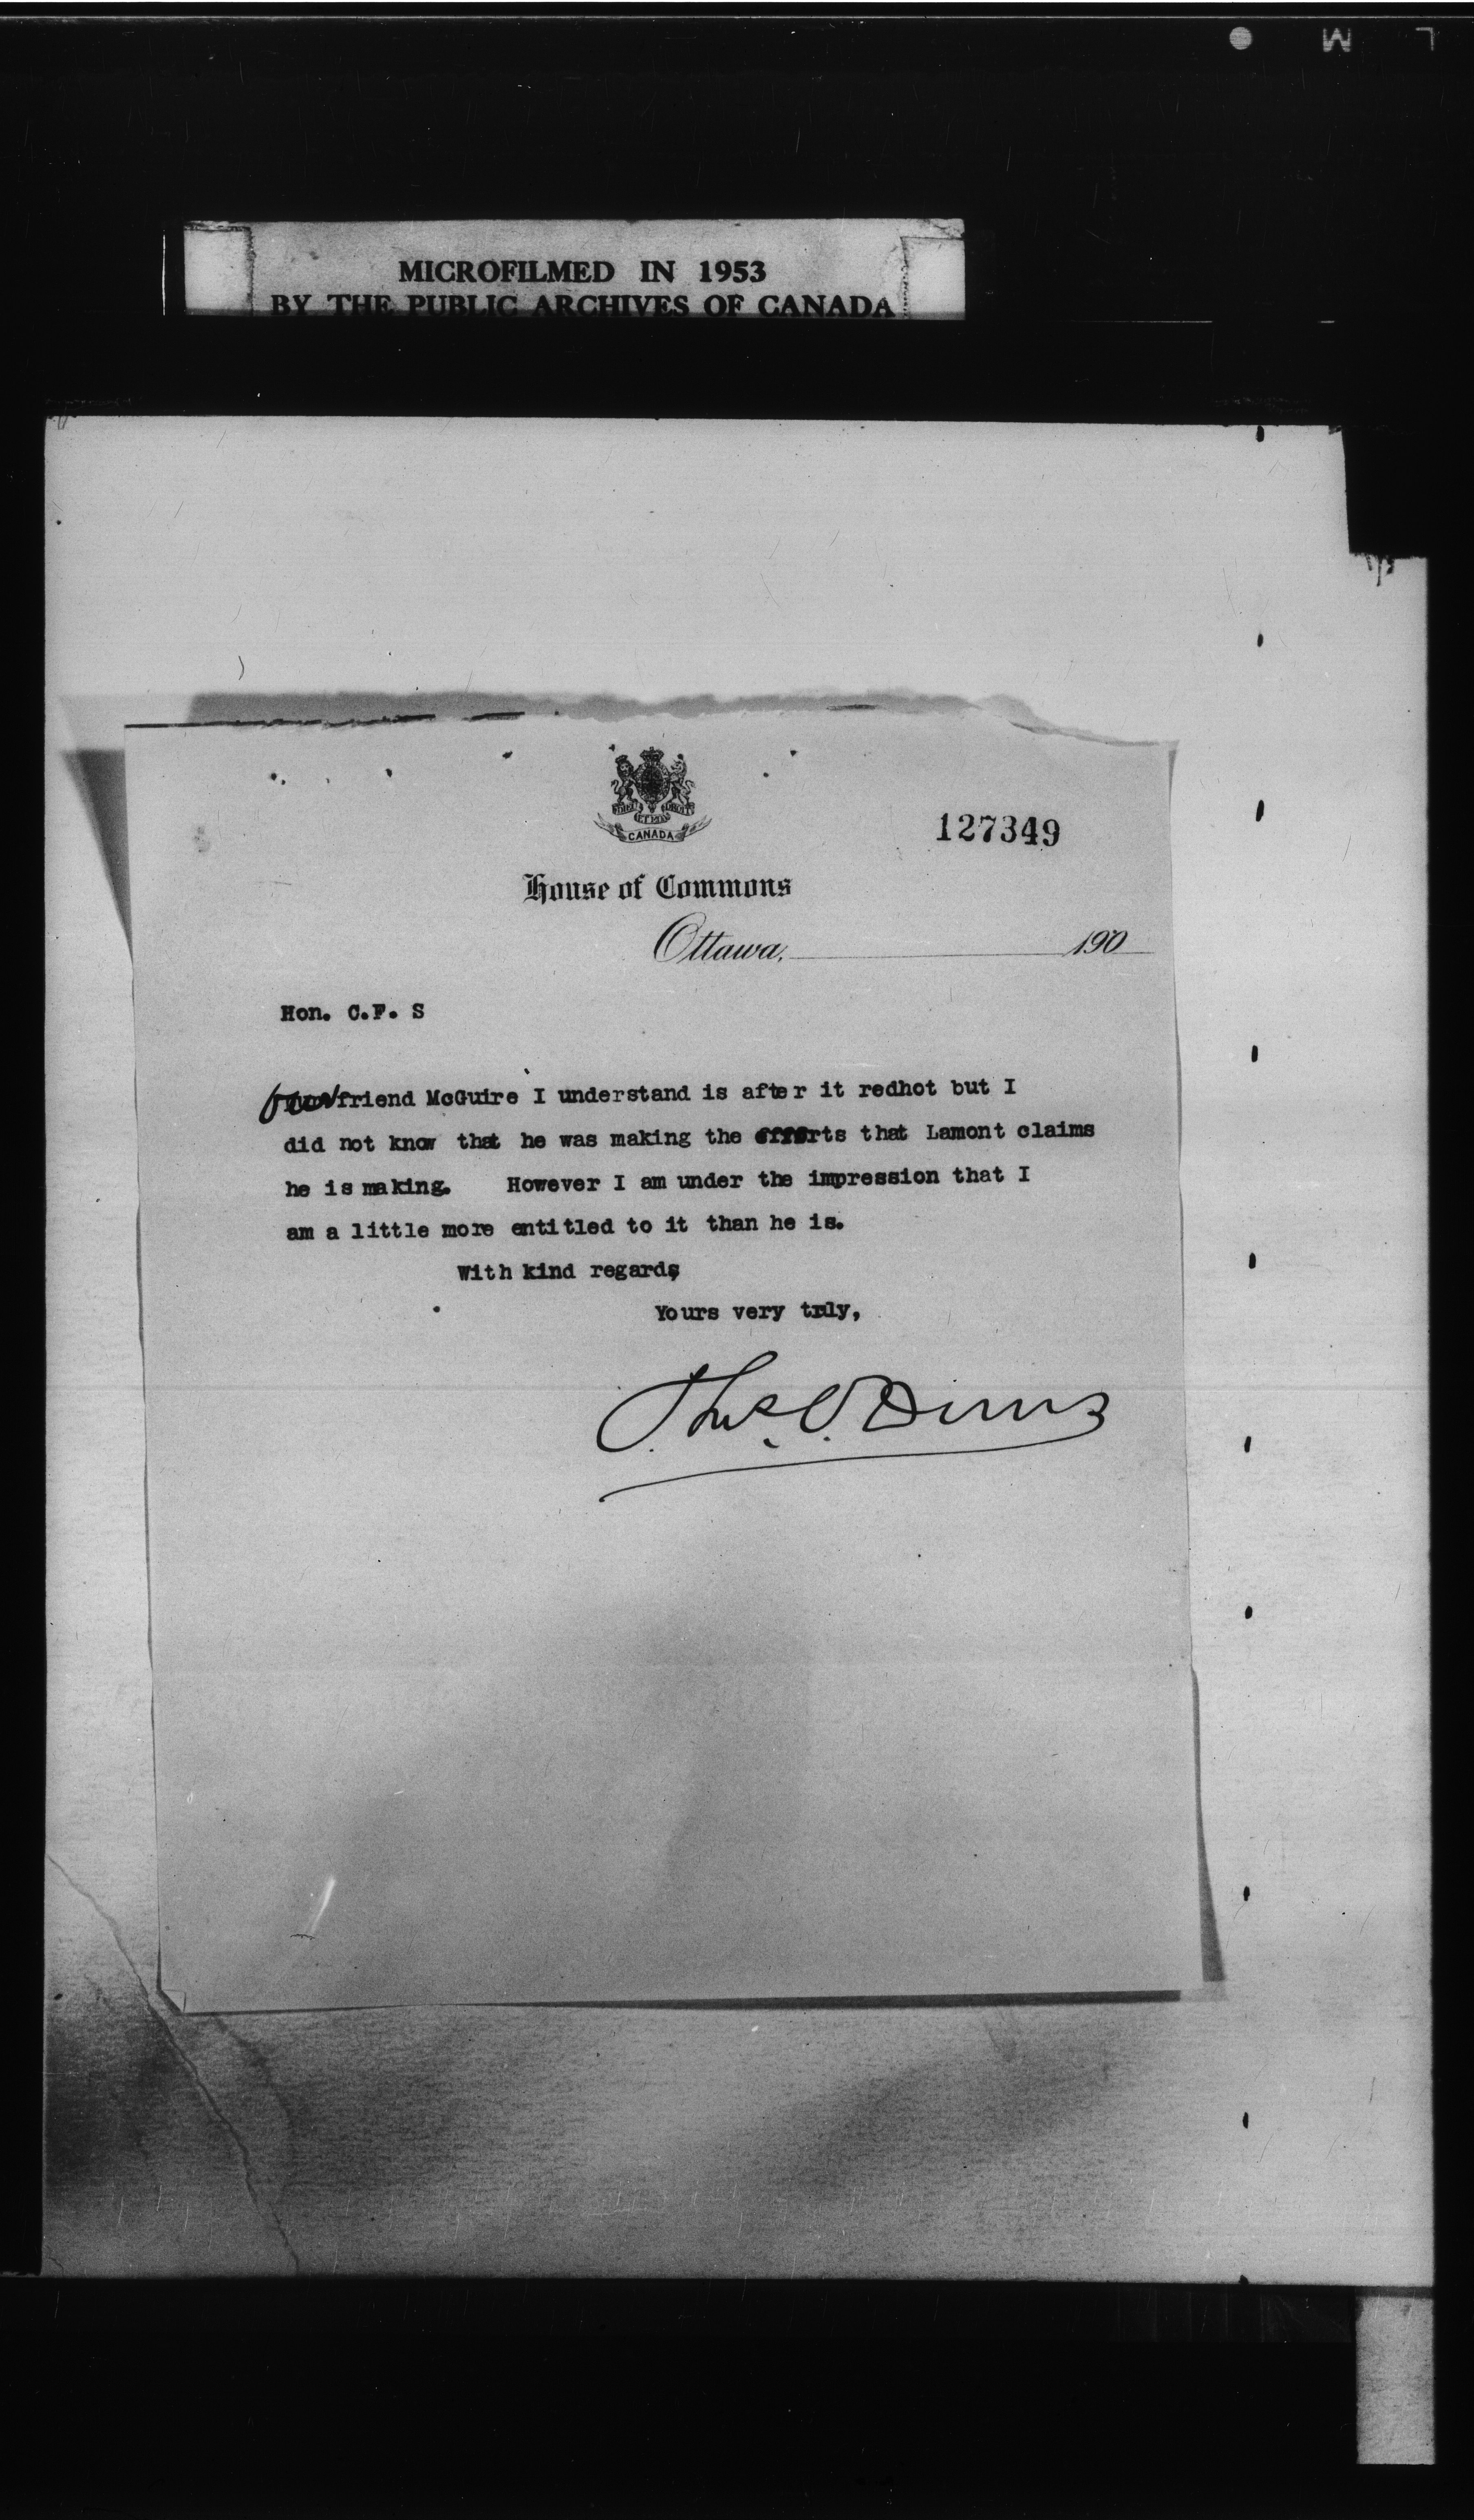 MICROFILMED IN 1953
BY THE PUBLIC ARCHIVES OF CANADA
CANADA
127349
House of Commons
Ottawa, 190
Hon. C.F. S
friend McGuire I understand is after it redhot but I
did not know that he was making the efforts that Lamont claims
he is making. However I am under the impression that I
am a little more entitled to it than he is.
With kind regards,
Yours very truly,